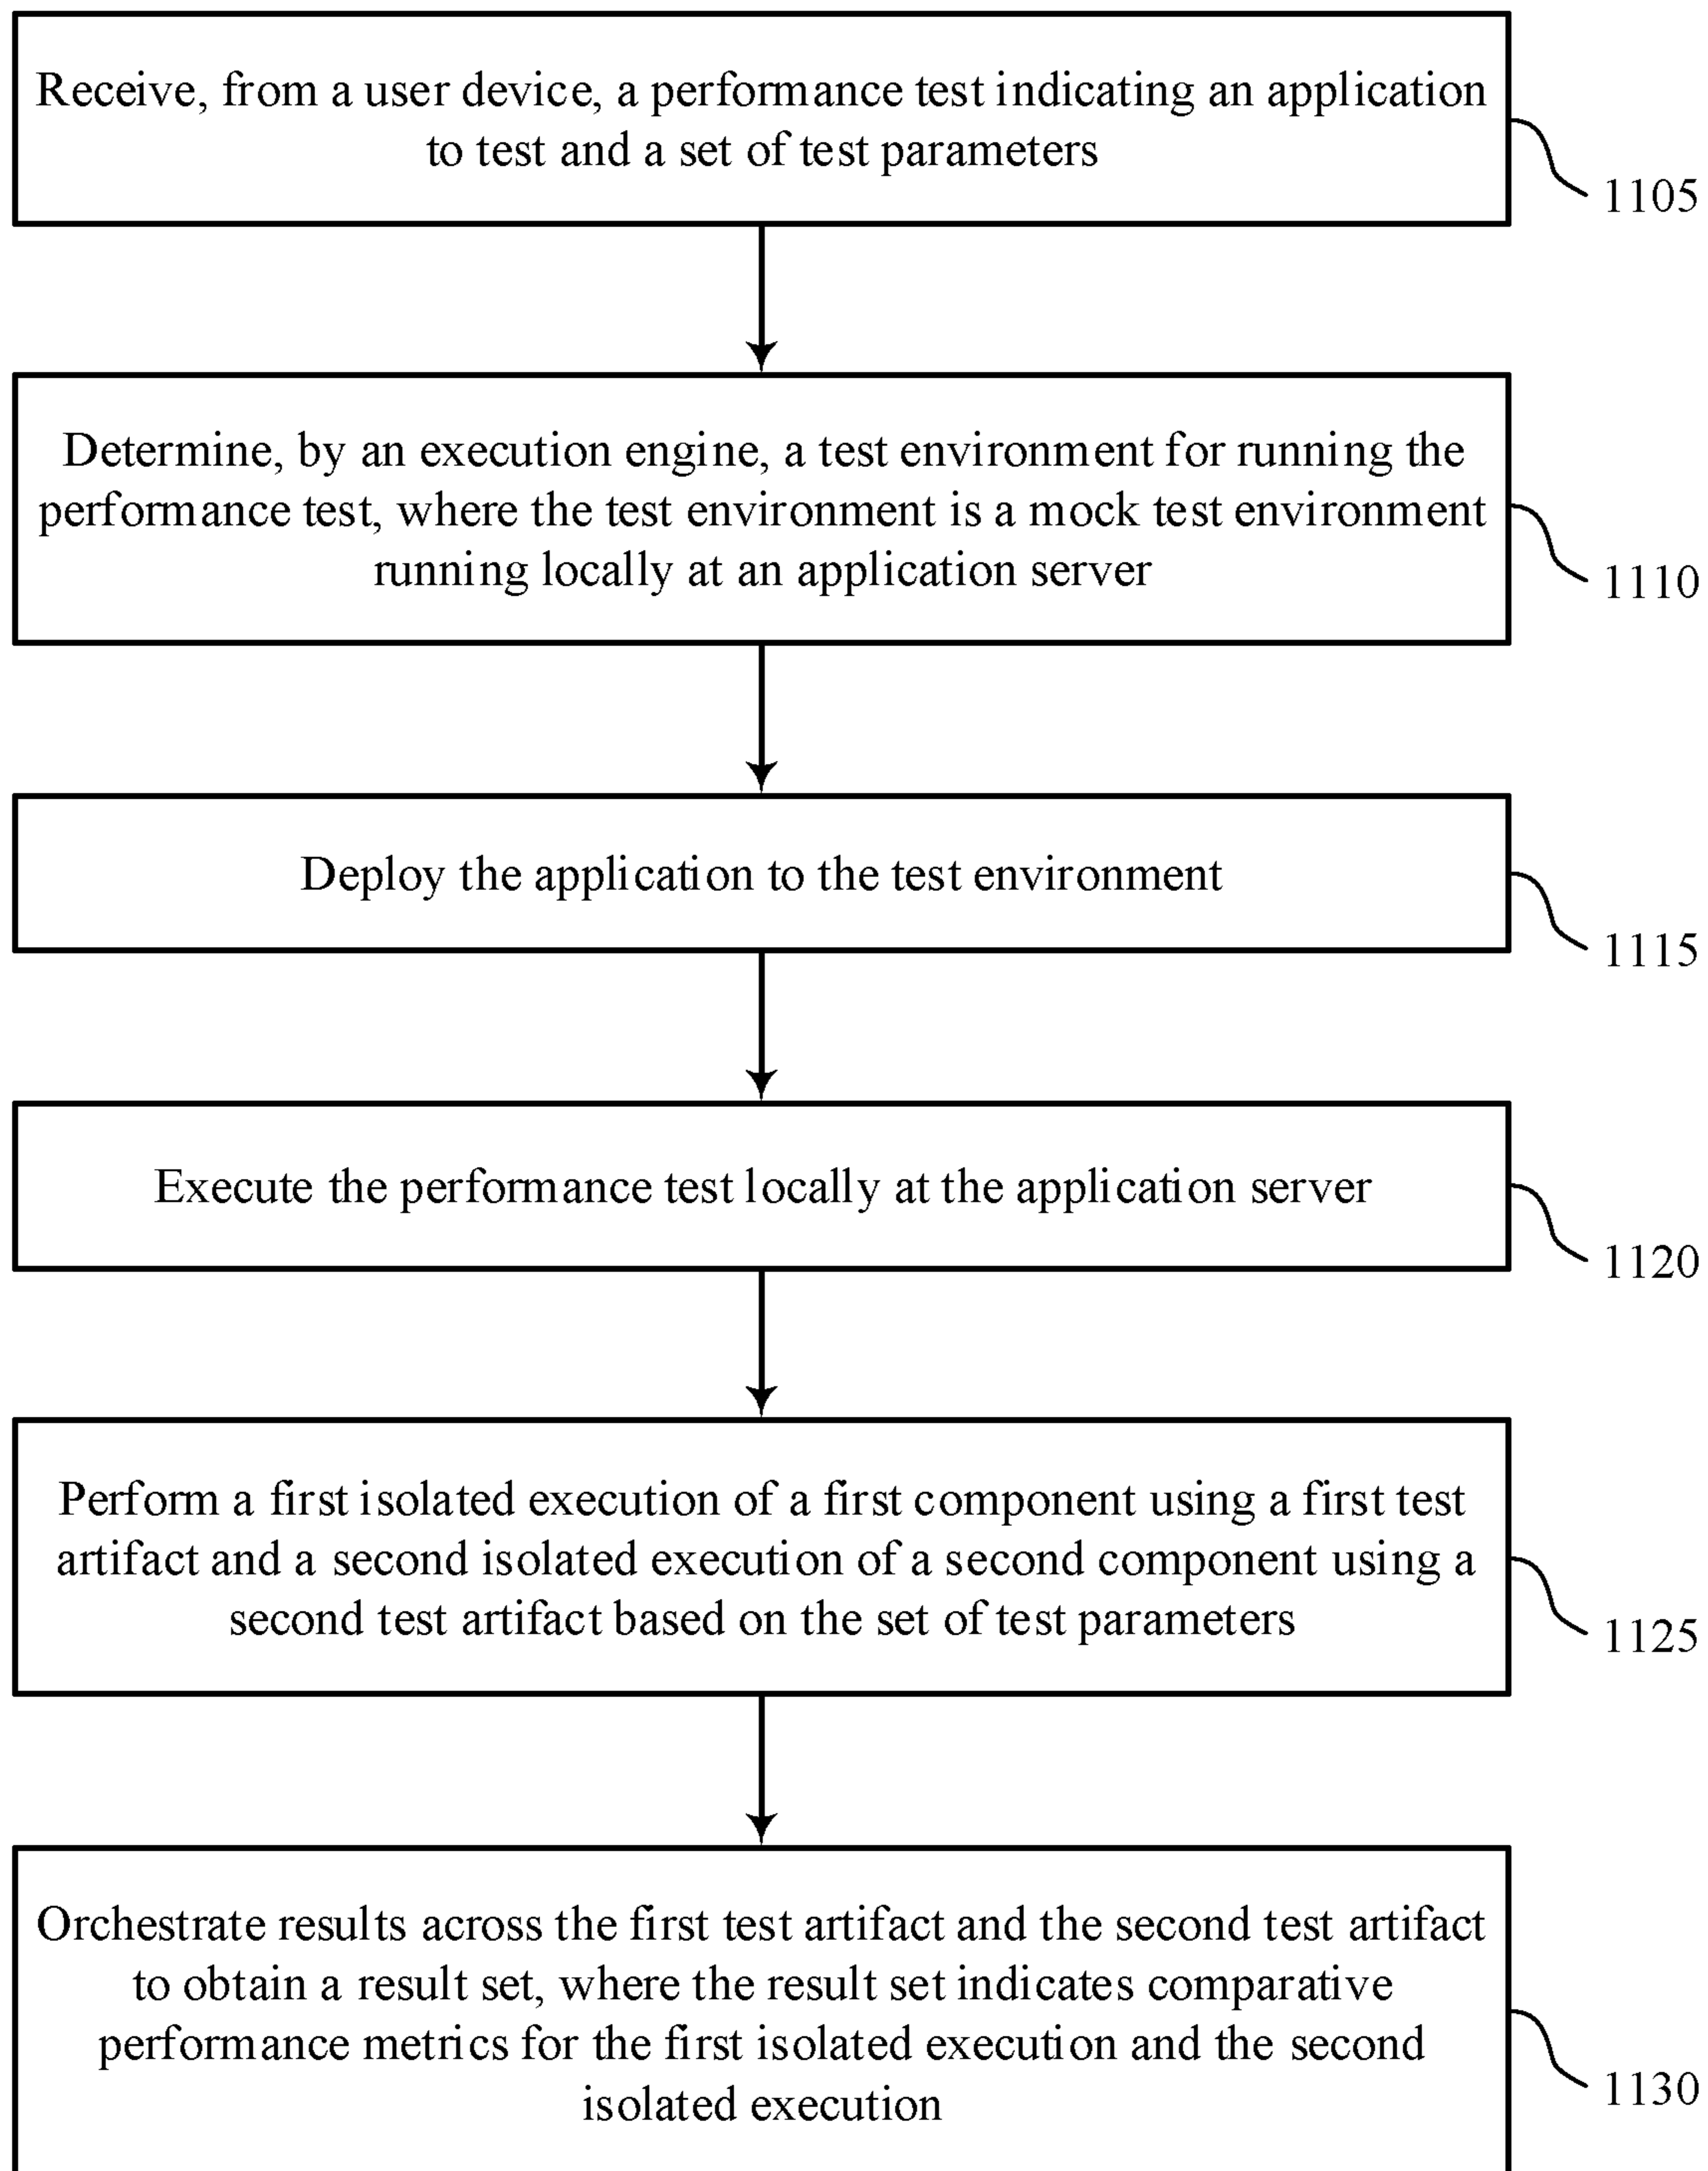 Receive, from a user device, a performance test indicating an application
to test and a set of test parameters
1105
Determine, by an execution engine, a test environment for running the
performance test, where the test environment is a mock test environment
running locally at an application server
1110
Deploy the application to the test environment
1115
Execute the performance test locally at the application server
1120
Perform a first isolated execution of a first component using a first test
artifact and a second isolated execution of a second component using a
second test artifact based on the set of test parameters
1125
Orchestrate results across the first test artifact and the second test artifact
to obtain a result set, where the result set indicates comparative
performance metrics for the first isolated execution and the second
isolated execution
1130